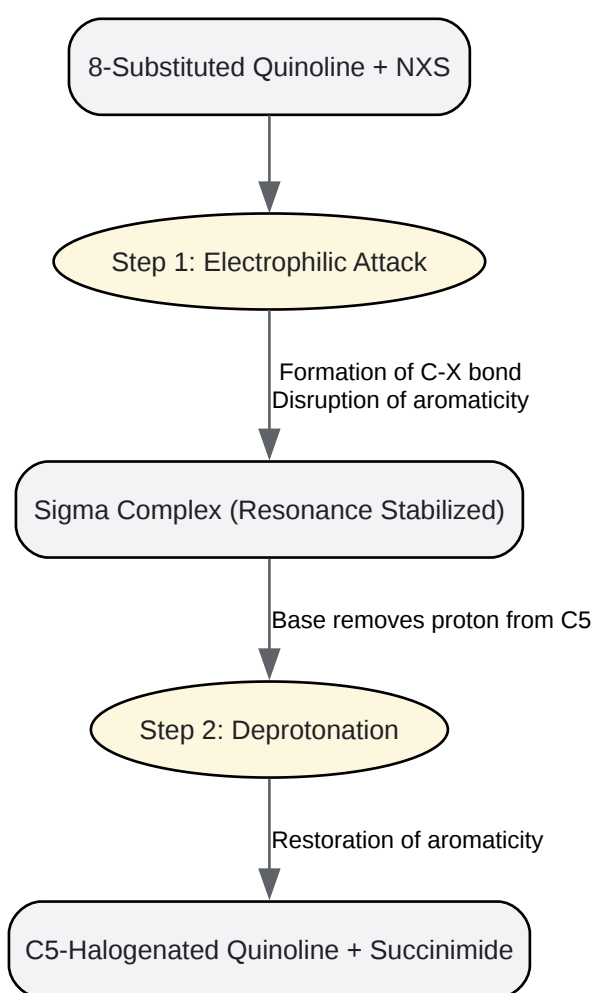 8-Substituted Quinoline + NXS
Step 1: Electrophilic Attack
Formation of C-X bond
Disruption of aromaticity
Sigma Complex (Resonance Stabilized)
Base removes proton from C5
Step 2: Deprotonation
Restoration of aromaticity
C5-Halogenated Quinoline + Succinimide